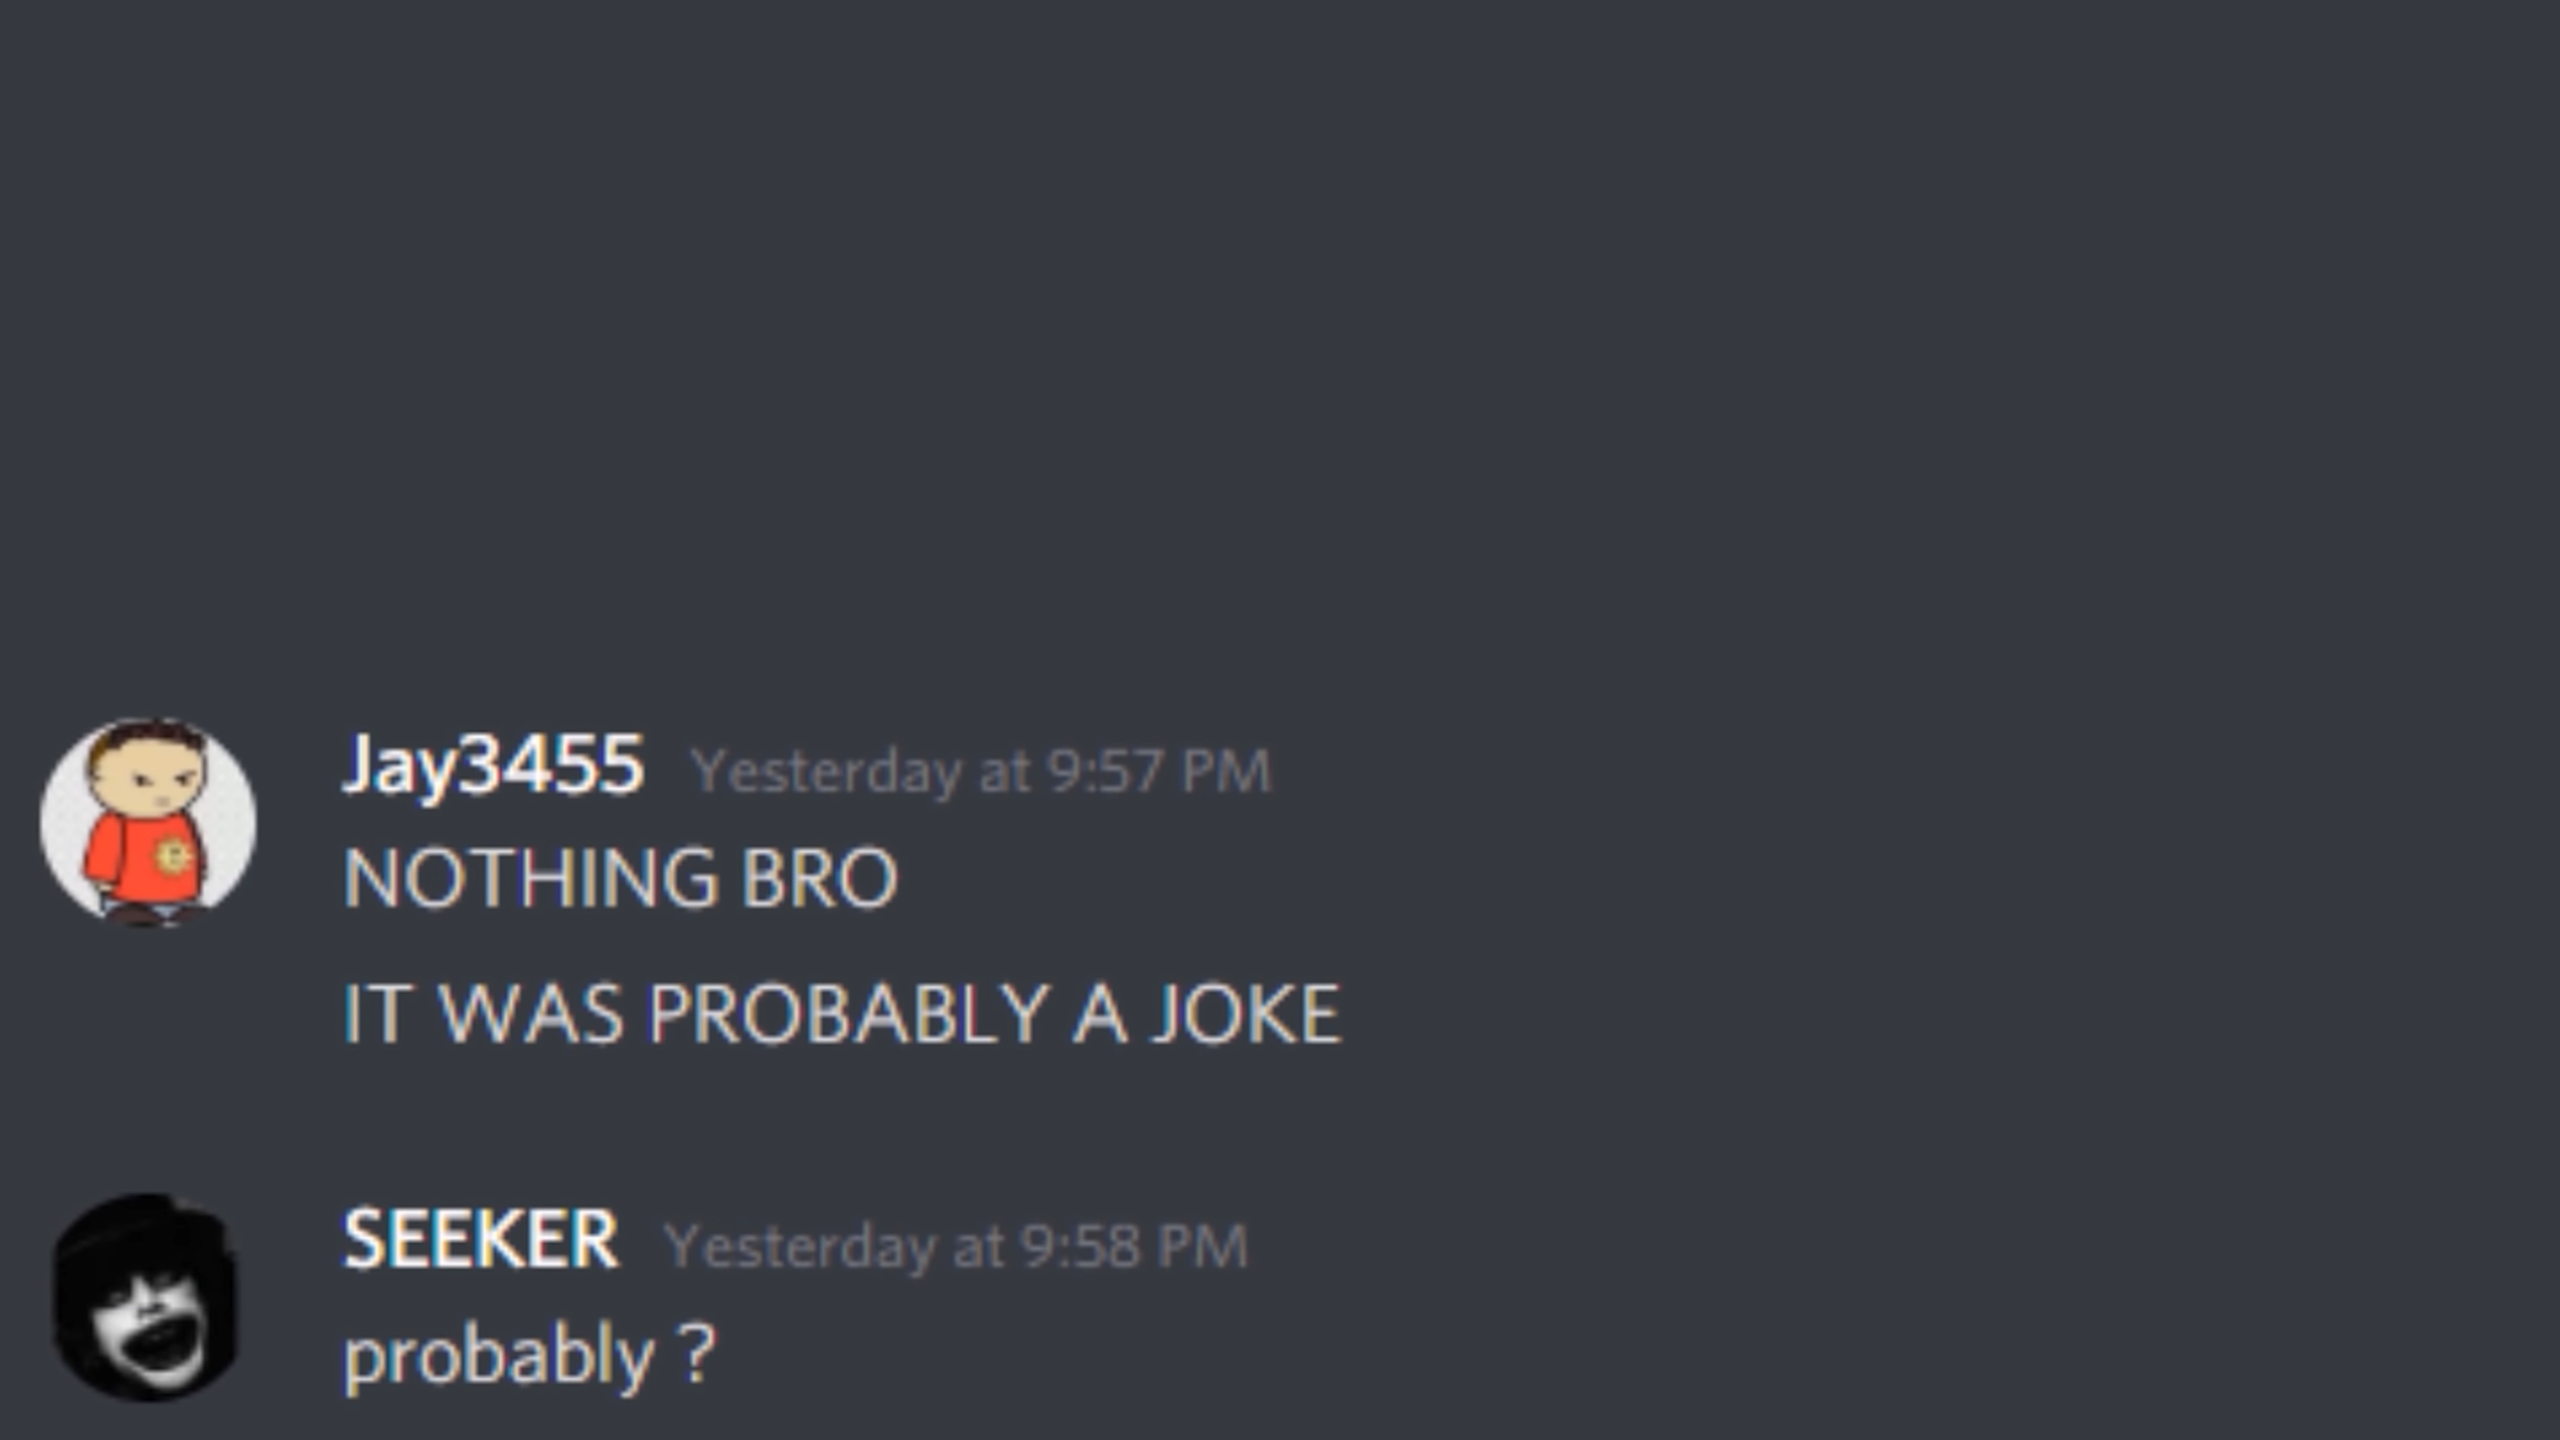 Jay3455 Yesterday at 9:57 PM
NOTHING BRO
IT WAS PROBABLY A JOKE
SEEKER Yesterday at 9:58 PM
probably ?